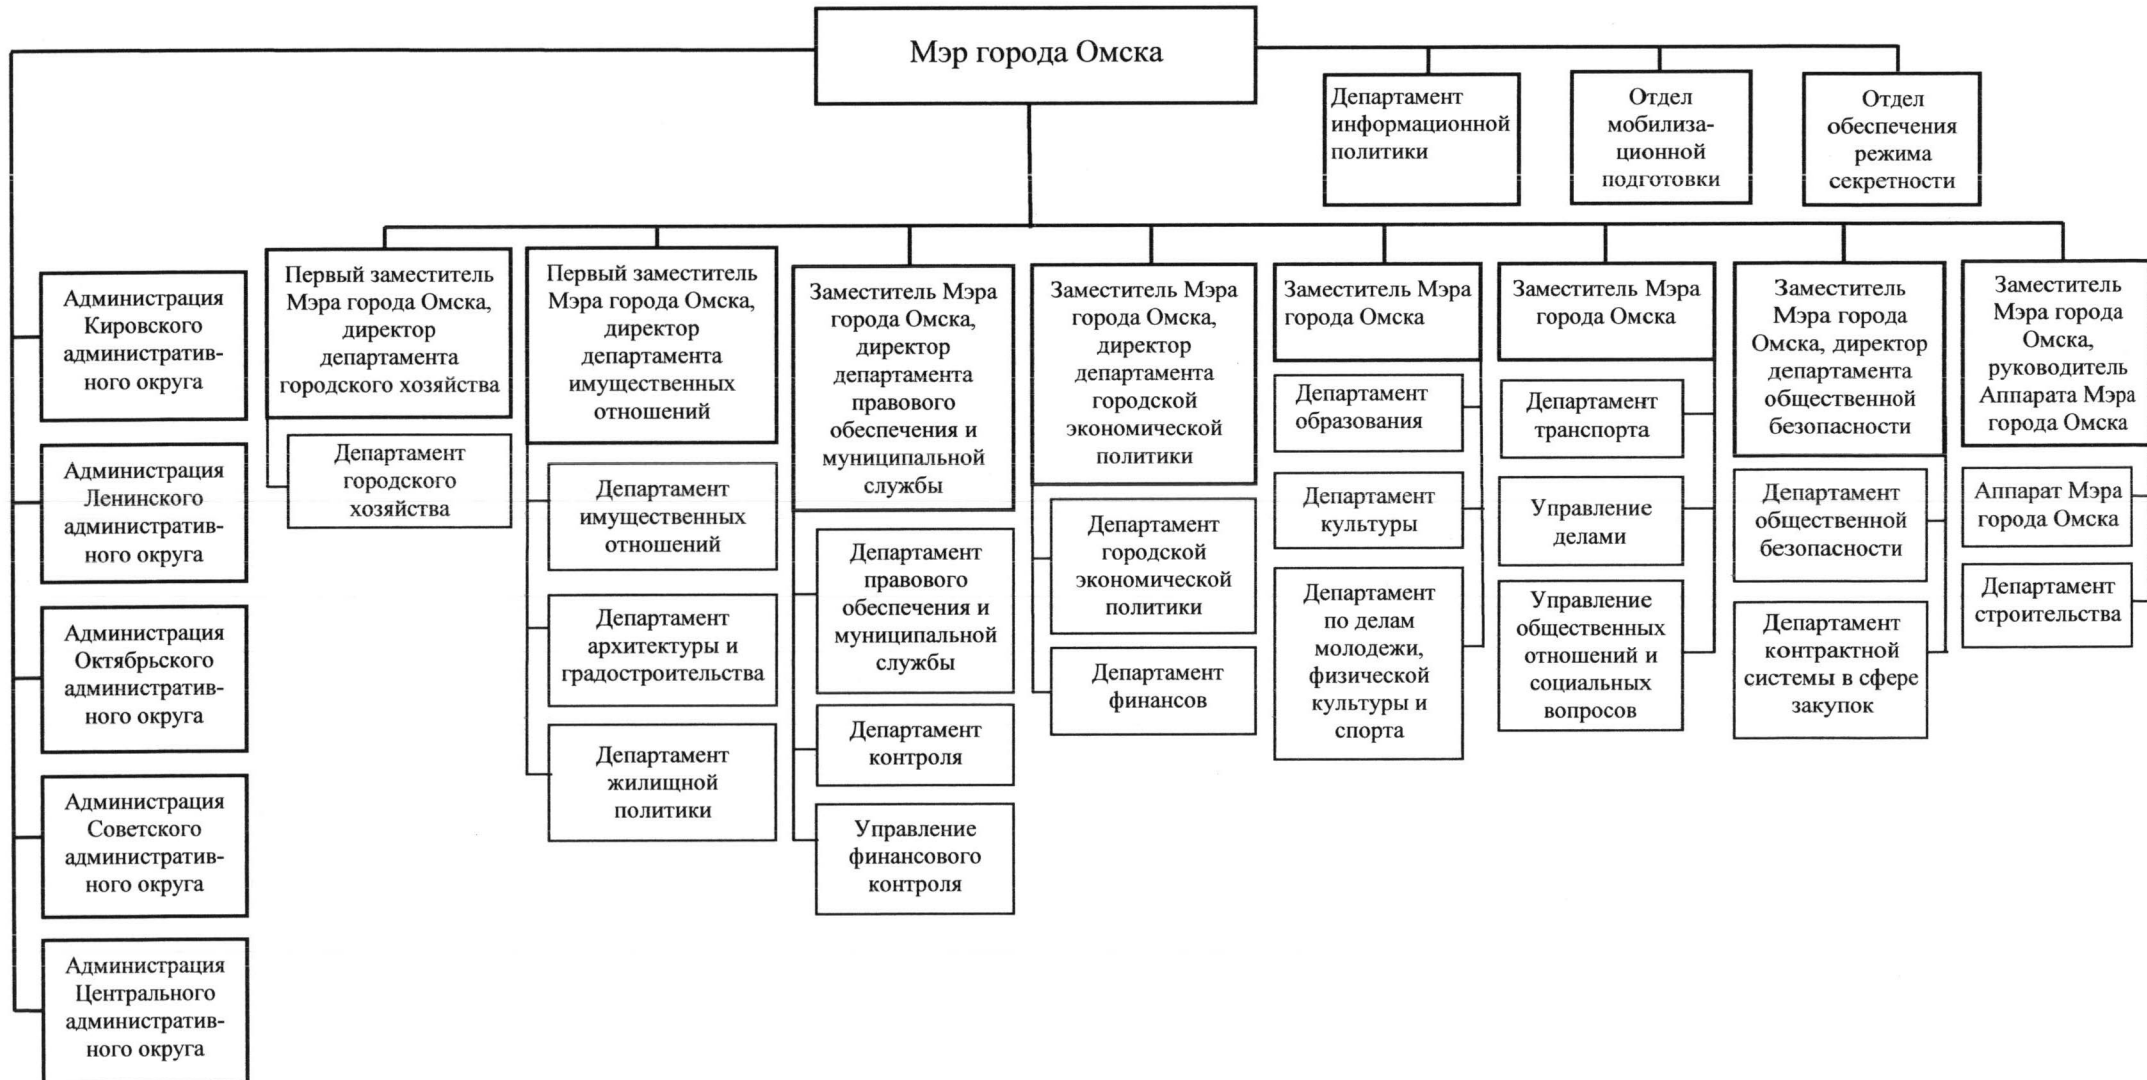 Мэр города Омска
Департамент
информационной
политики
Отдел
мобилиза-
ционной
подготовки
Отдел
обеспечения
режима
секретности
Администрация
Кировского
административ-
ного округа
Администрация
Ленинского
административ-
ного округа
Администрация
Октябрьского
административ-
ного округа
Администрация
Советского
административ-
ного округа
Администрация
Центрального
административ-
ного округа
Первый заместитель
Мэра города Омска,
директор
департамента
городского хозяйства
Департамент
городского
хозяйства
Первый заместитель
Мэра города Омска,
директор
департамента
имущественных
отношений
Департамент
имущественных
отношений
Департамент
архитектуры и
градостроительства
Департамент
жилищной
политики
Заместитель Мэра
города Омска,
директор
департамента
правового
обеспечения и
муниципальной
службы
Департамент
правового
обеспечения и
муниципальной
службы
Департамент
контроля
Управление
финансового
контроля
Заместитель Мэра
города Омска,
директор
департамента
городской
экономической
политики
Департамент
городской
экономической
политики
Департамент
финансов
Заместитель Мэра
города Омска
Департамент
образования
Департамент
культуры
Департамент
по делам
молодежи,
физической
культуры и
спорта
Заместитель Мэра
города Омска
Департамент
транспорта
Управление
делами
Управление
общественных
отношений и
социальных
вопросов
Заместитель
Мэра города
Омска, директор
департамента
общественной
безопасности
Департамент
общественной
безопасности
Департамент
контрактной
системы в сфере
закупок
Заместитель
Мэра города
Омска,
руководитель
Аппарата Мэра
города Омска
Аппарат Мэра
города Омска
Департамент
строительства